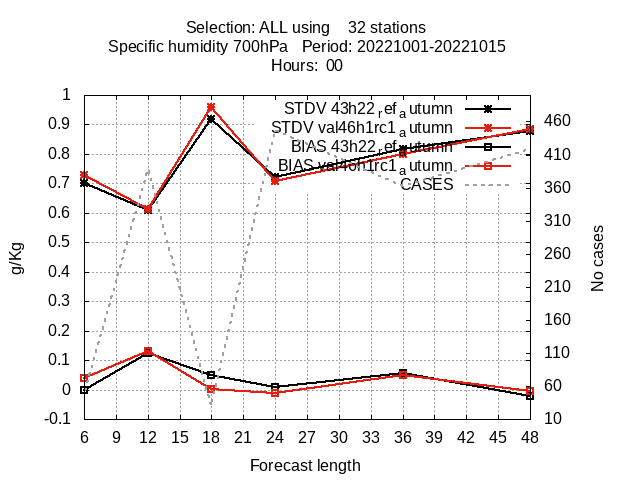 Selection: ALL using 32 stations
Specific humidity 700hPa Period: 20221001-20221015
Hours: 00
1
0.9
0.8
0.7
0.6
0.5
0.4
0.3
0.2
0.1
0
-0.1
g/Kg
STDV 43h22ref_autumn
STDV val46h1rc1_autumn
BIAS 43h22ref_autumn
BIAS val46h1rc1_autumn
CASES
460
410
360
310
260
210
160
110
60
10
No cases
6 9 12 15 18 21 24 27 30 33 36 39 42 45 48
Forecast length